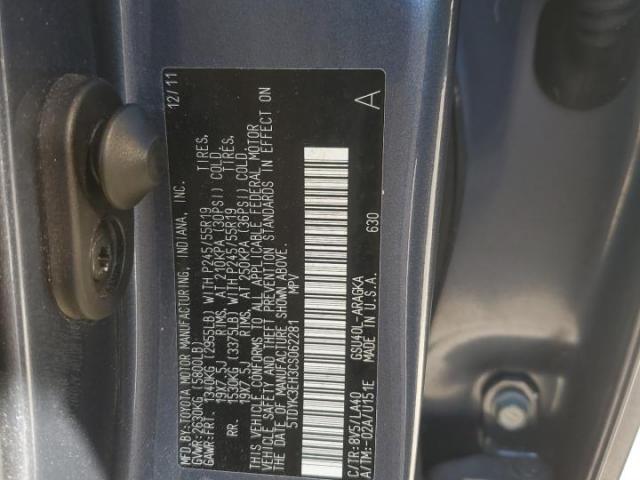 MFD. BY: TOYOTA MOTOR MANUFACTURING, INDIANA, INC. 12/11
GVWR: 2630KG (5800LB)
GAWR: FRT. 1340KG (2955LB) WITH P245/55R19 TIRES,
19X7.5J RIMS, AT 210KPA (30PSI) COLD.
RR. 1530KG (3375LB) WITH P245/55R19 TIRES,
19X7.5J RIMS, AT 250KPA (36PSI) COLD.
THIS VEHICLE CONFORMS TO ALL APPLICABLE FEDERAL MOTOR
VEHICLE SAFETY AND THEFT PREVENTION STANDARDS IN EFFECT ON
THE DATE OF MANUFACTURE SHOWN ABOVE.
5TDYK3EH3CS062281 MPV
A
630
C/TR: 8V5/LA40 GSU40L-ARAGKA
A/TM: -02A/U151E MADE IN U.S.A.